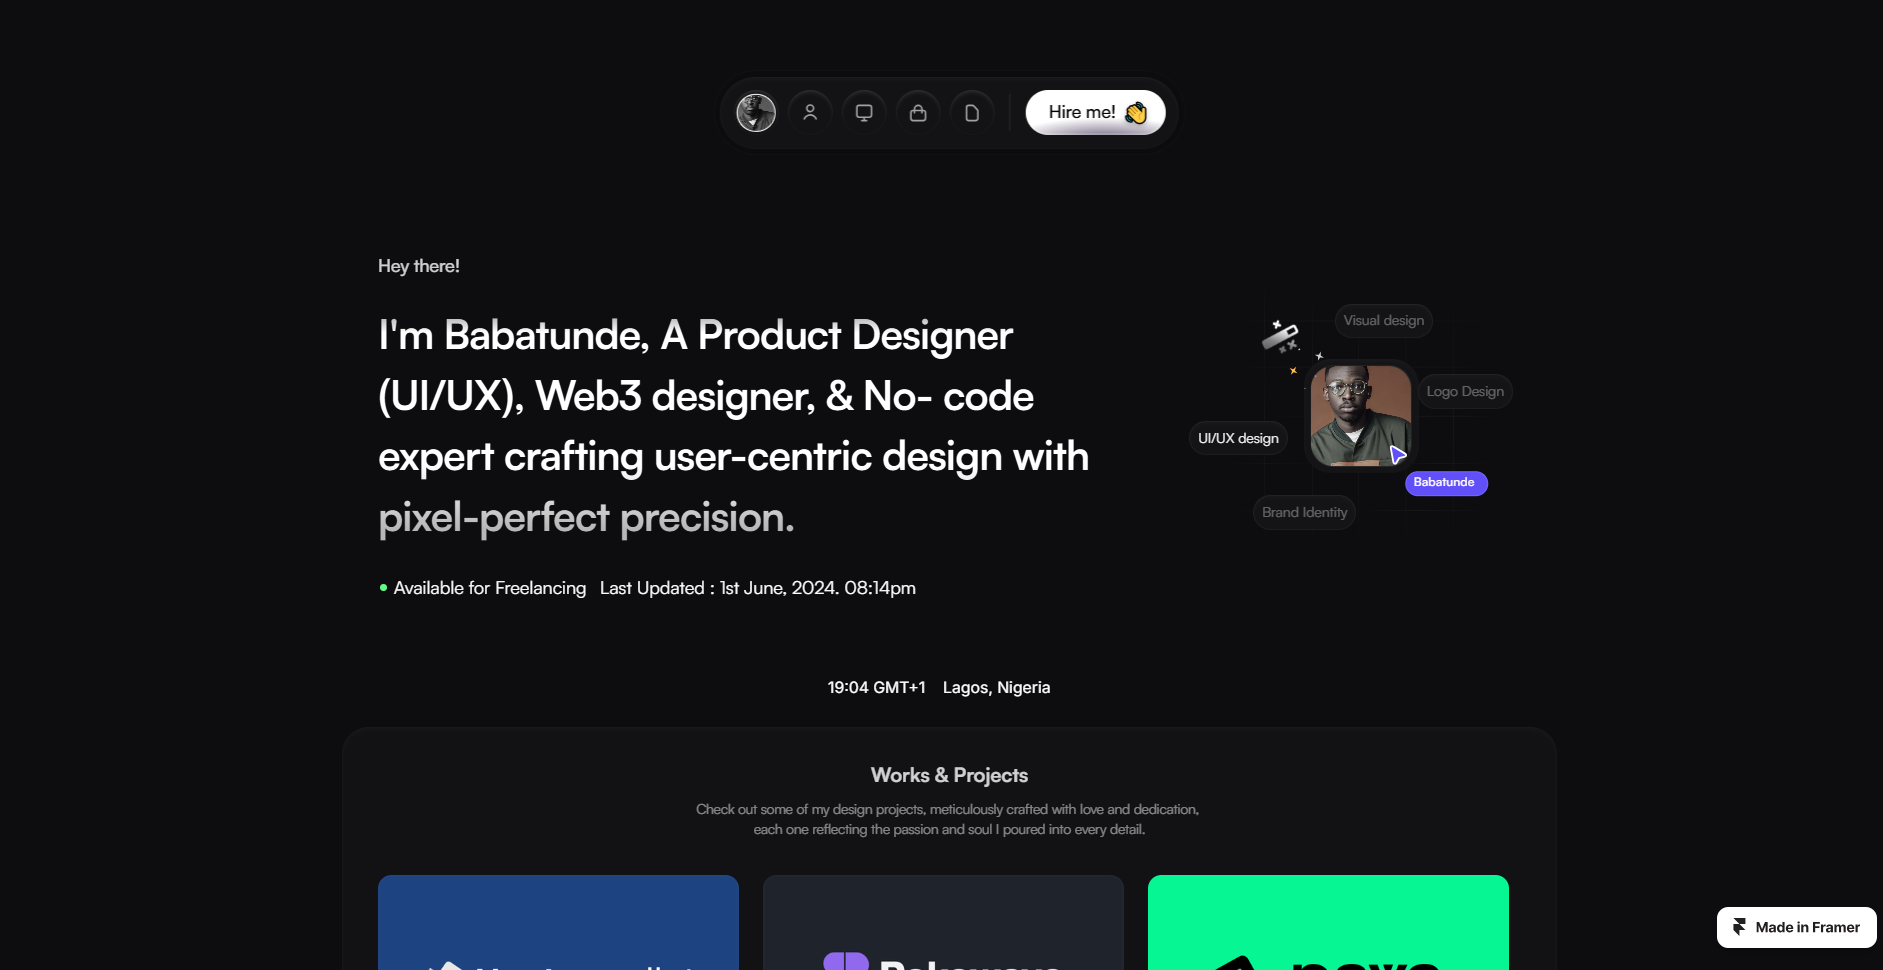 Hire me!
Hey there!
I'm Babatunde, A Product Designer
(UI/UX), Web3 designer, & No- code
expert crafting user-centric design with
pixel-perfect precision.
Visual design
Logo Design
UI/UX design
Babatunde
Brand Identity
Available for Freelancing Last Updated : 1st June, 2024. 08:14pm
19:04 GMT+1 Lagos, Nigeria
Works & Projects
Check out some of my design projects, meticulously crafted with love and dedication,
each one reflecting the passion and soul I poured into every detail.
Made in Framer